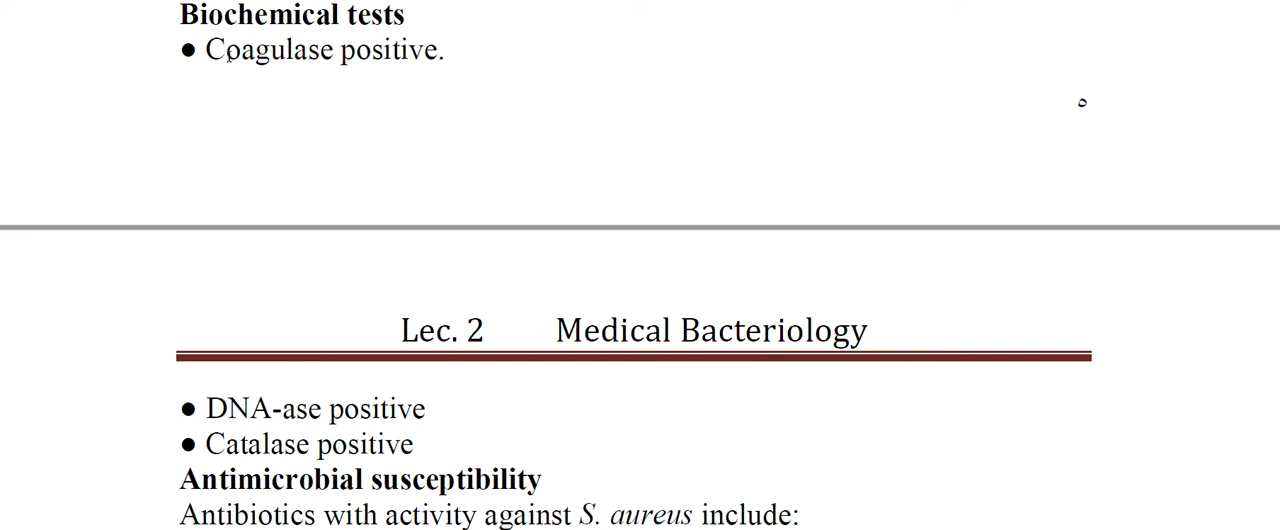 Biochemical tests
● Coagulase positive.
٥
Lec. 2 Medical Bacteriology
● DNA-ase positive
● Catalase positive
Antimicrobial susceptibility
Antibiotics with activity against S. aureus include: